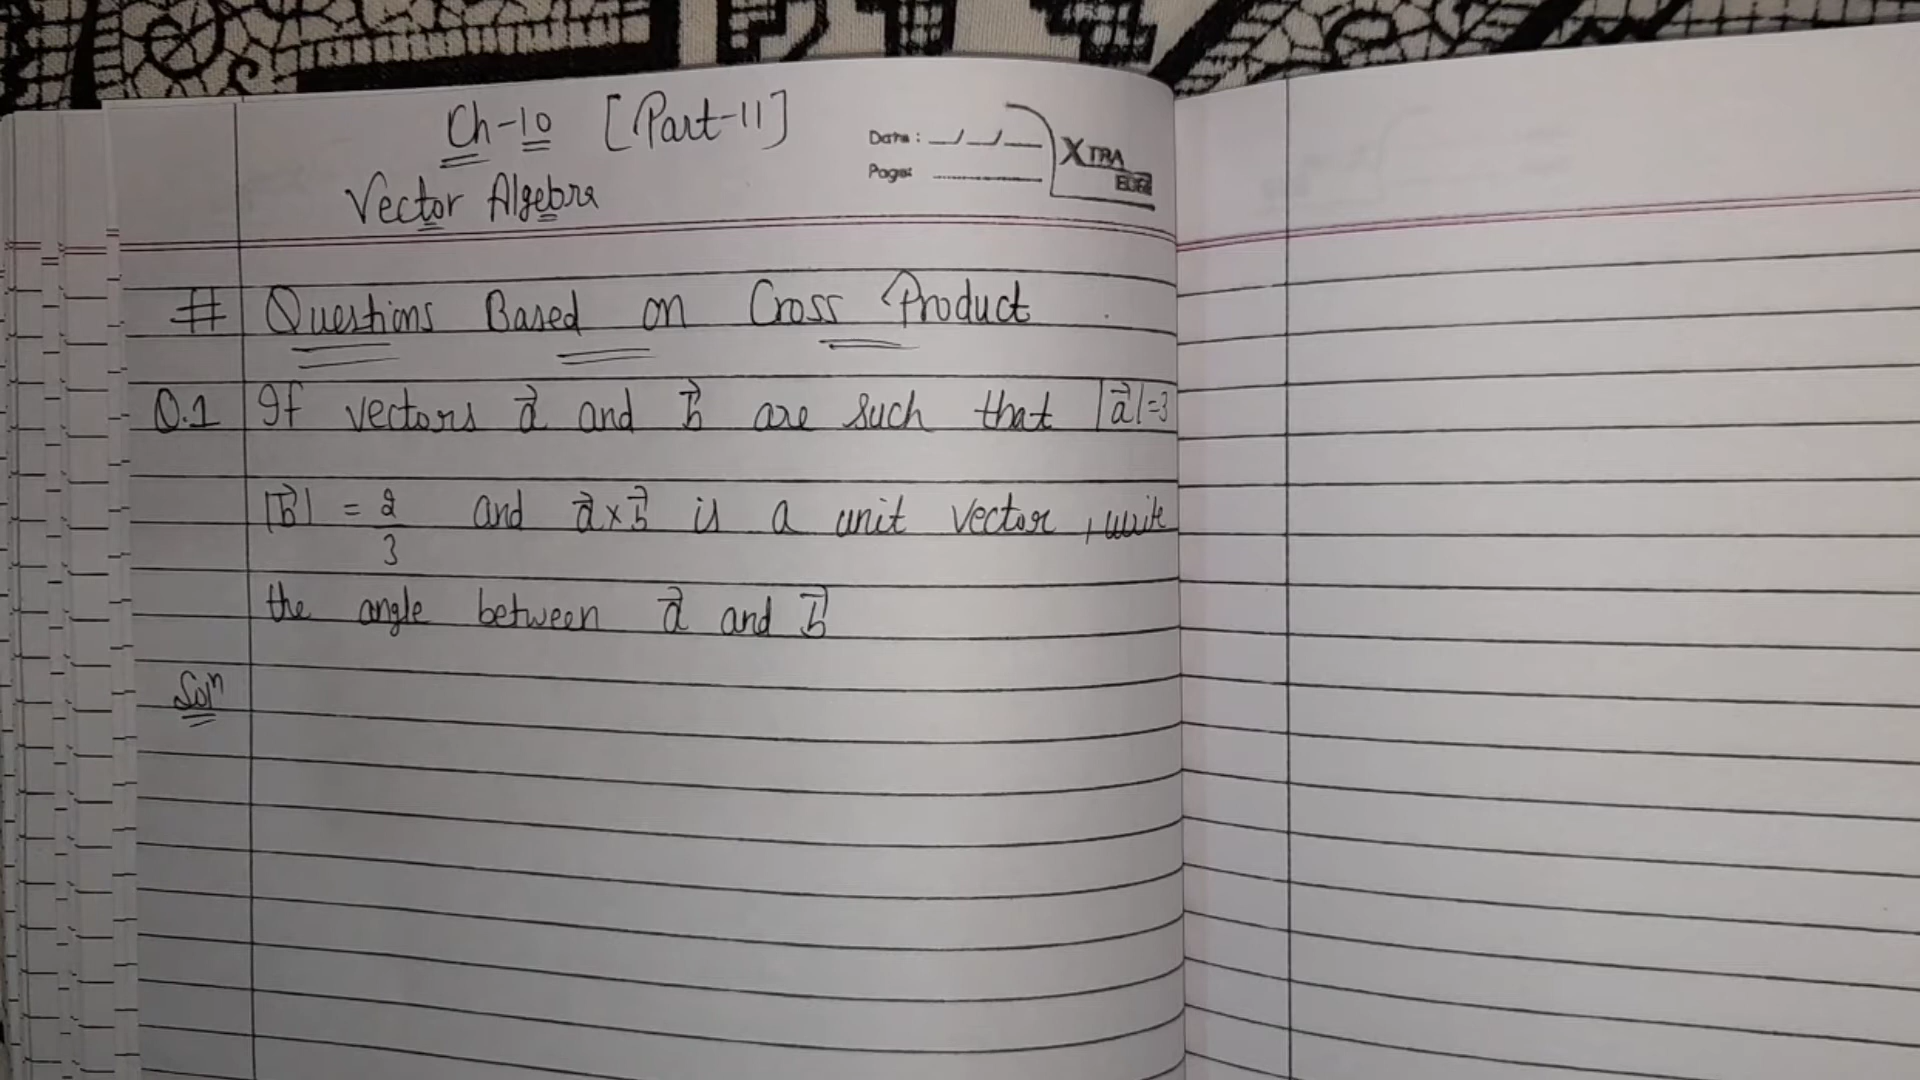 Ch-10 [Part-11]
Vector Algebra
Date: _/_/_
Page:
XTRA
EDGE
# Questions Based on Cross Product
Q.1 If vectors a⃗ and b⃗ are such that |a⃗|=3
|b⃗| = 2/3 and a⃗×b⃗ is a unit vector, write
the angle between a⃗ and b⃗
Soln